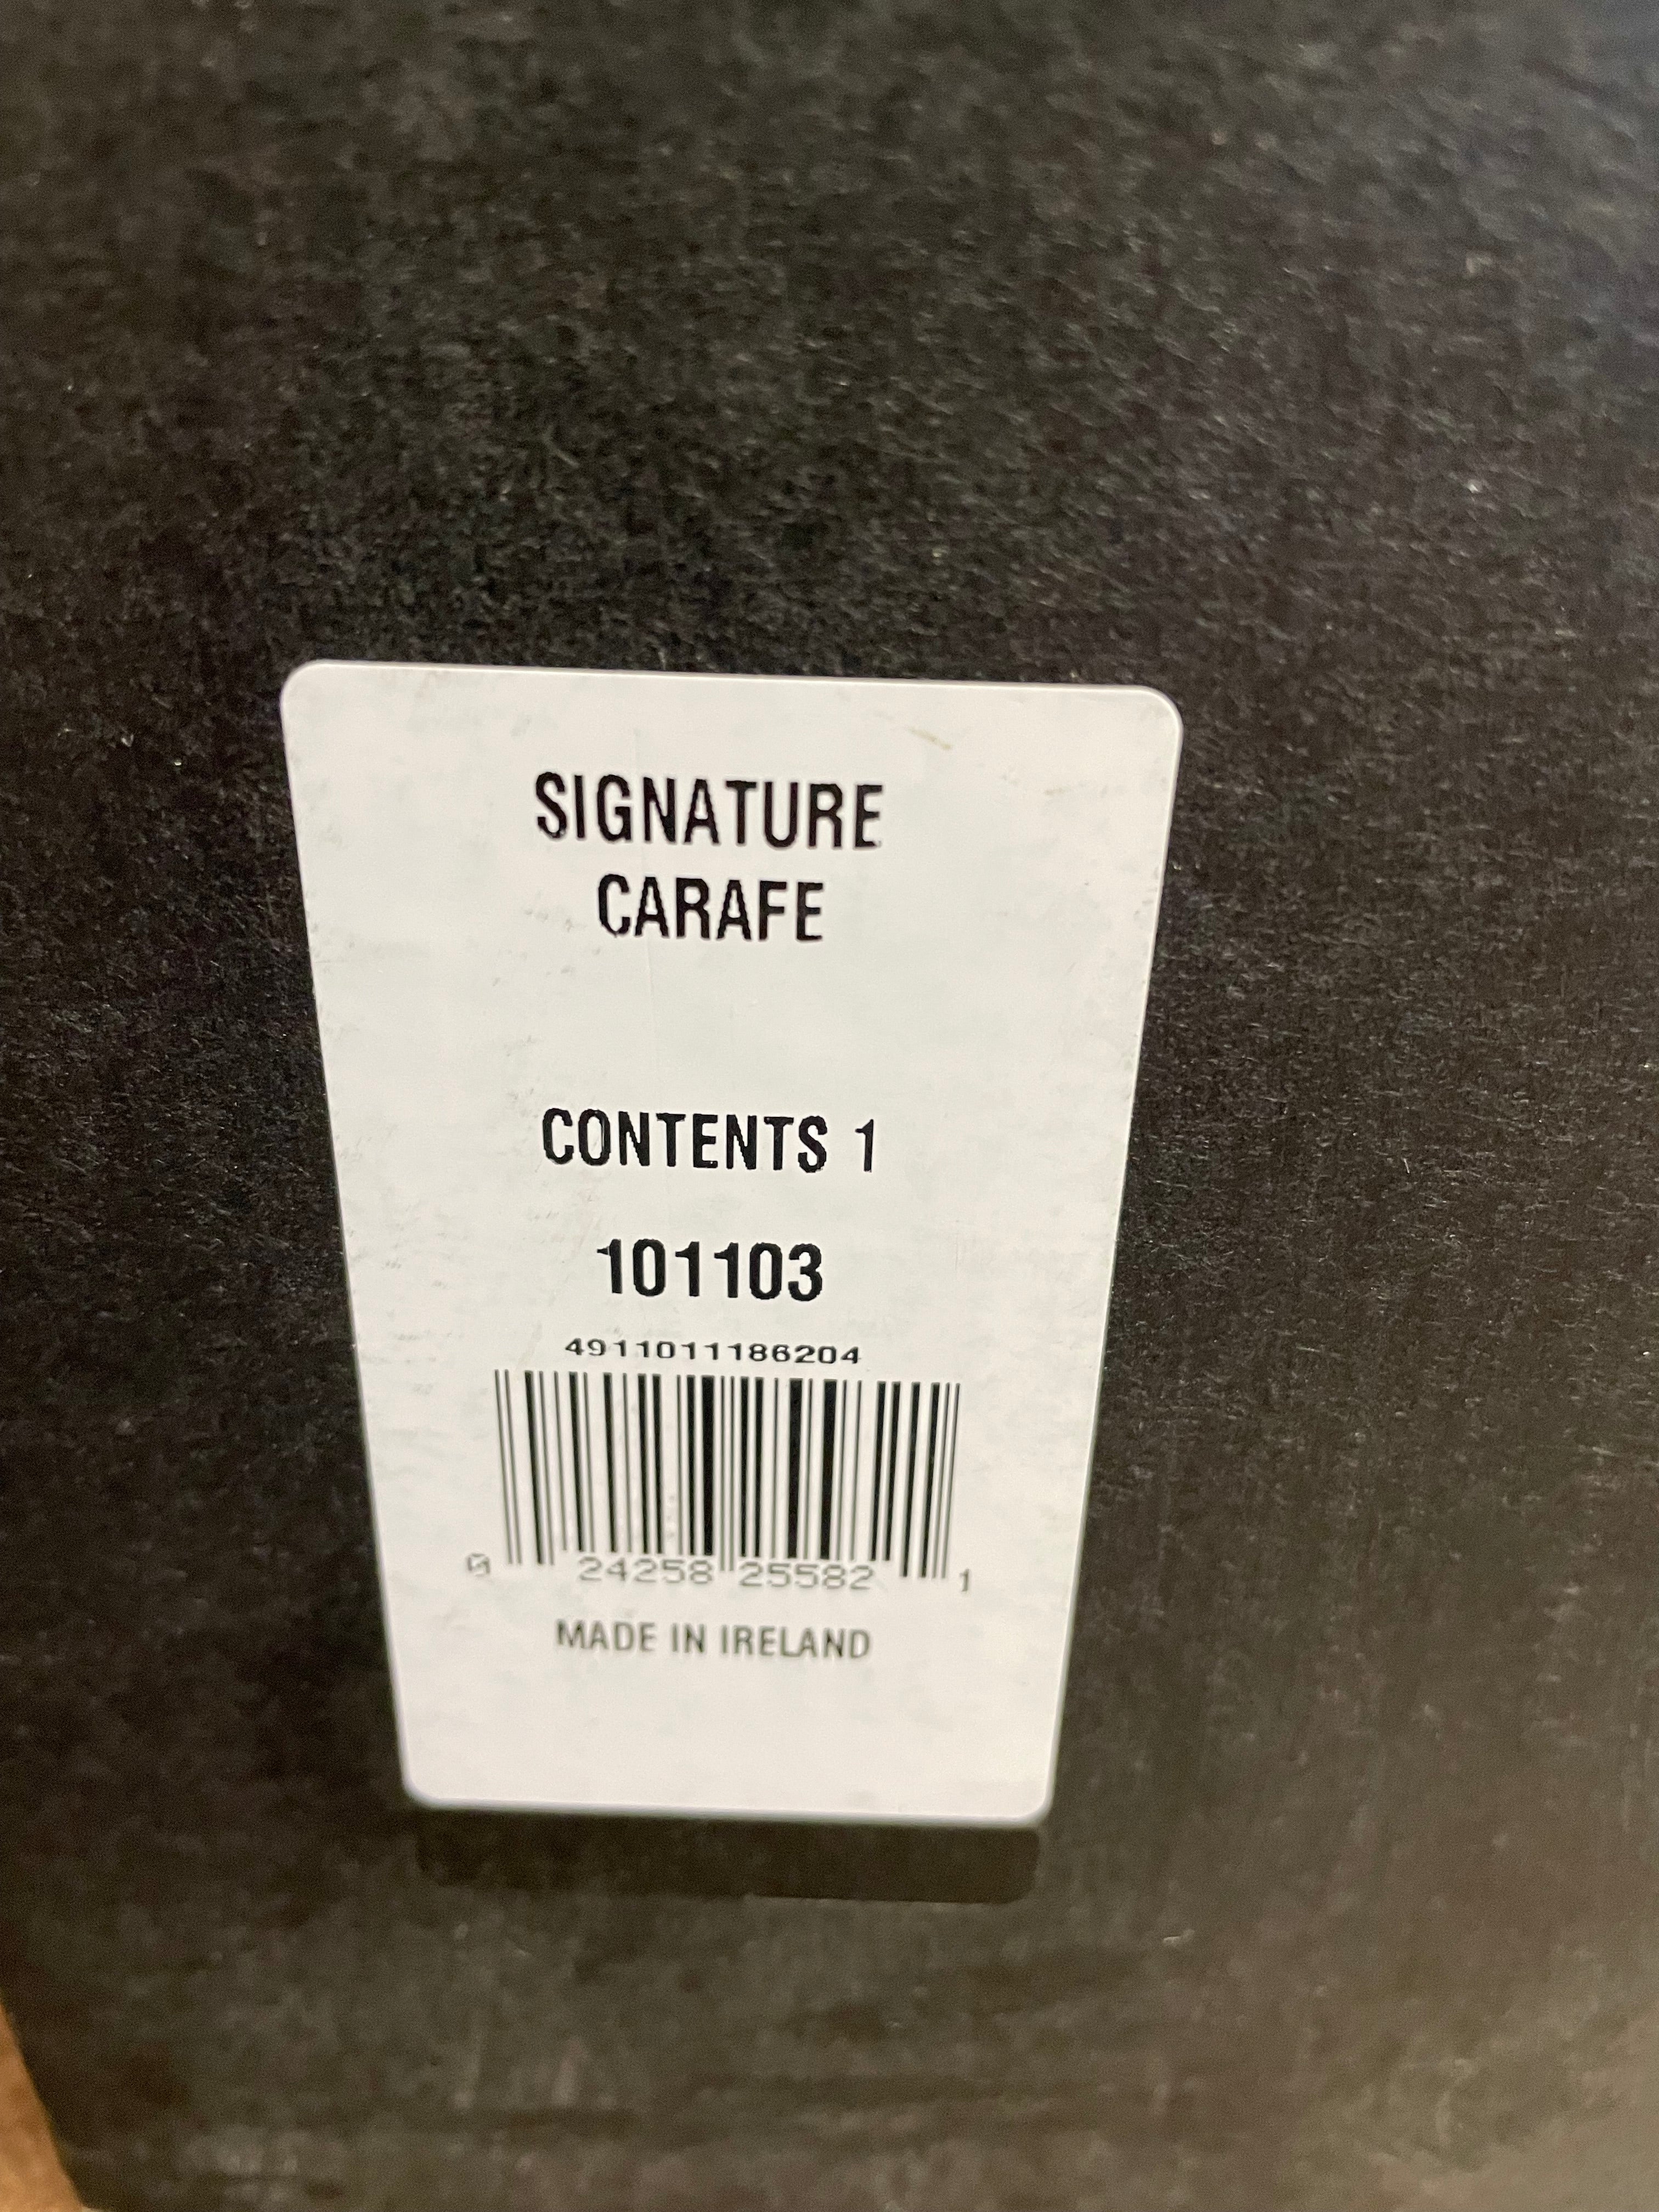 SIGNATURE
CARAFE
CONTENTS 1
101103
4911011186204
0 24258 25582 1
MADE IN IRELAND